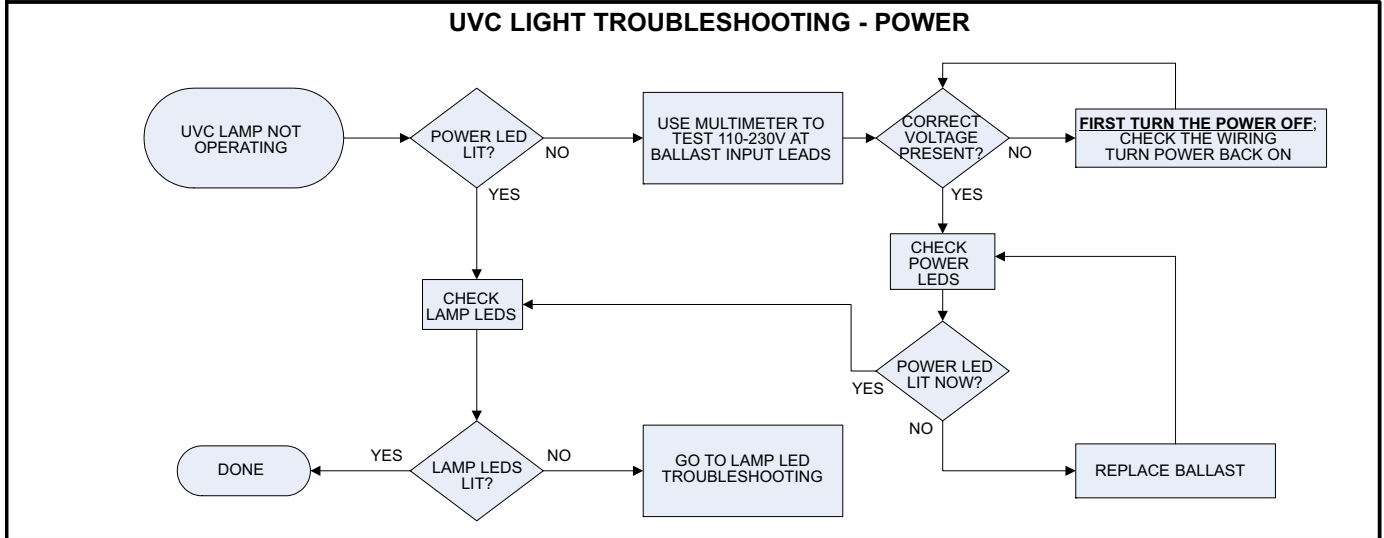 UVC LIGHT TROUBLESHOOTING - POWER
UVC LAMP NOT
OPERATING
POWER LED
LIT?
NO
YES
USE MULTIMETER TO
TEST 110-230V AT
BALLAST INPUT LEADS
CORRECT
VOLTAGE
PRESENT?
NO
YES
FIRST TURN THE POWER OFF;
CHECK THE WIRING
TURN POWER BACK ON
CHECK
POWER
LEDS
CHECK
LAMP LEDS
POWER LED
LIT NOW?
YES
NO
REPLACE BALLAST
LAMP LEDS
LIT?
YES
NO
DONE
GO TO LAMP LED
TROUBLESHOOTING